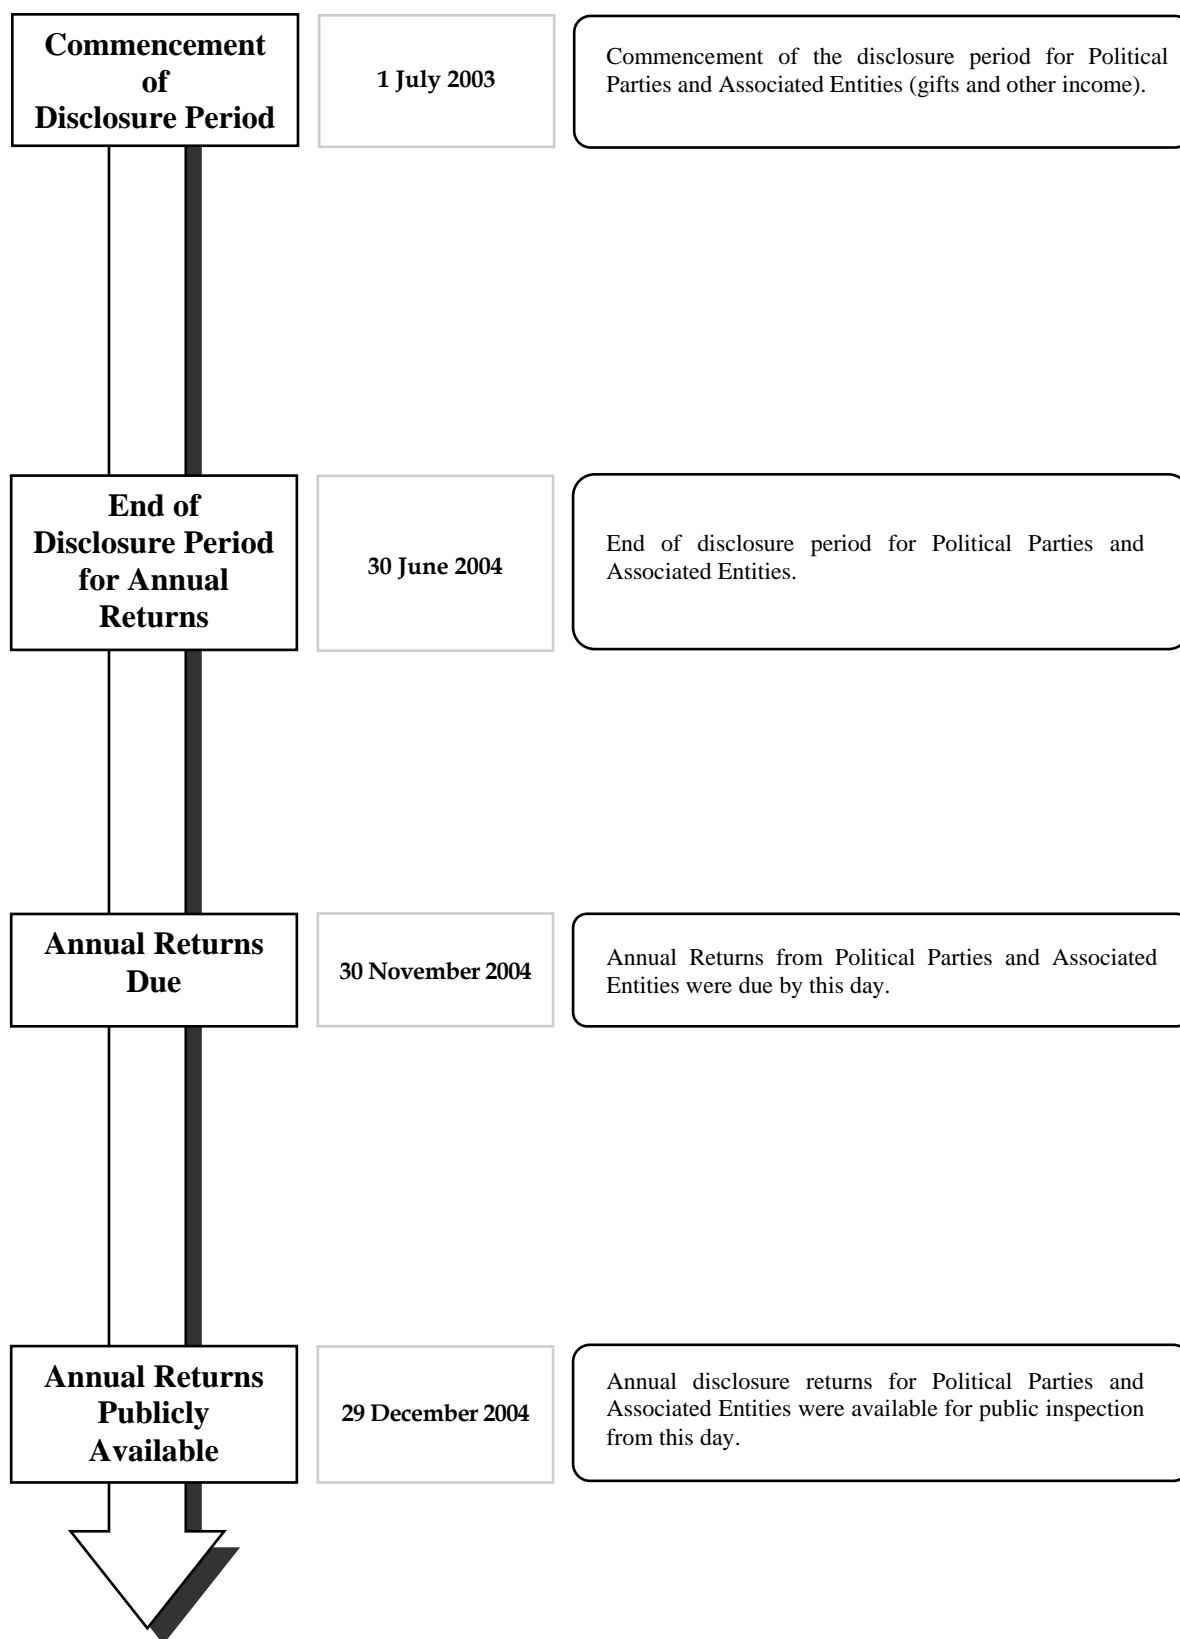 Commencement
of
Disclosure Period
1 July 2003
Commencement of the disclosure period for Political
Parties and Associated Entities (gifts and other income).
End of
Disclosure Period
for Annual
Returns
30 June 2004
End of disclosure period for Political Parties and
Associated Entities.
Annual Returns
Due
30 November 2004
Annual Returns from Political Parties and Associated
Entities were due by this day.
Annual Returns
Publicly
Available
29 December 2004
Annual disclosure returns for Political Parties and
Associated Entities were available for public inspection
from this day.